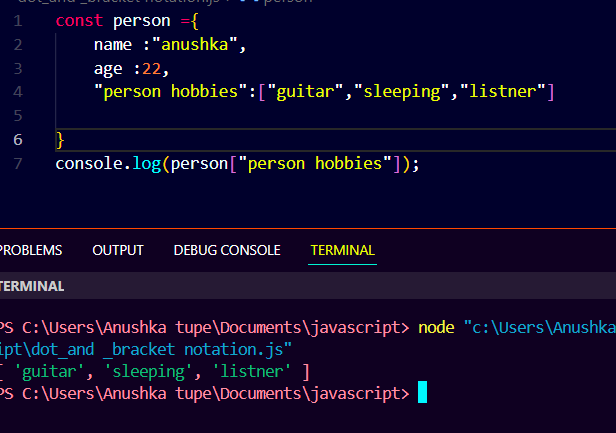 dot_and _bracket notation.js > person
1 const person ={
2 name :"anushka",
3 age :22,
4 "person hobbies":["guitar","sleeping","listner"]
5
6 }
7 console.log(person["person hobbies"]);
PROBLEMS OUTPUT DEBUG CONSOLE TERMINAL
TERMINAL
PS C:\Users\Anushka tupe\Documents\javascript> node "c:\Users\Anushka
ipt\dot_and _bracket notation.js"
[ 'guitar', 'sleeping', 'listner' ]
PS C:\Users\Anushka tupe\Documents\javascript>